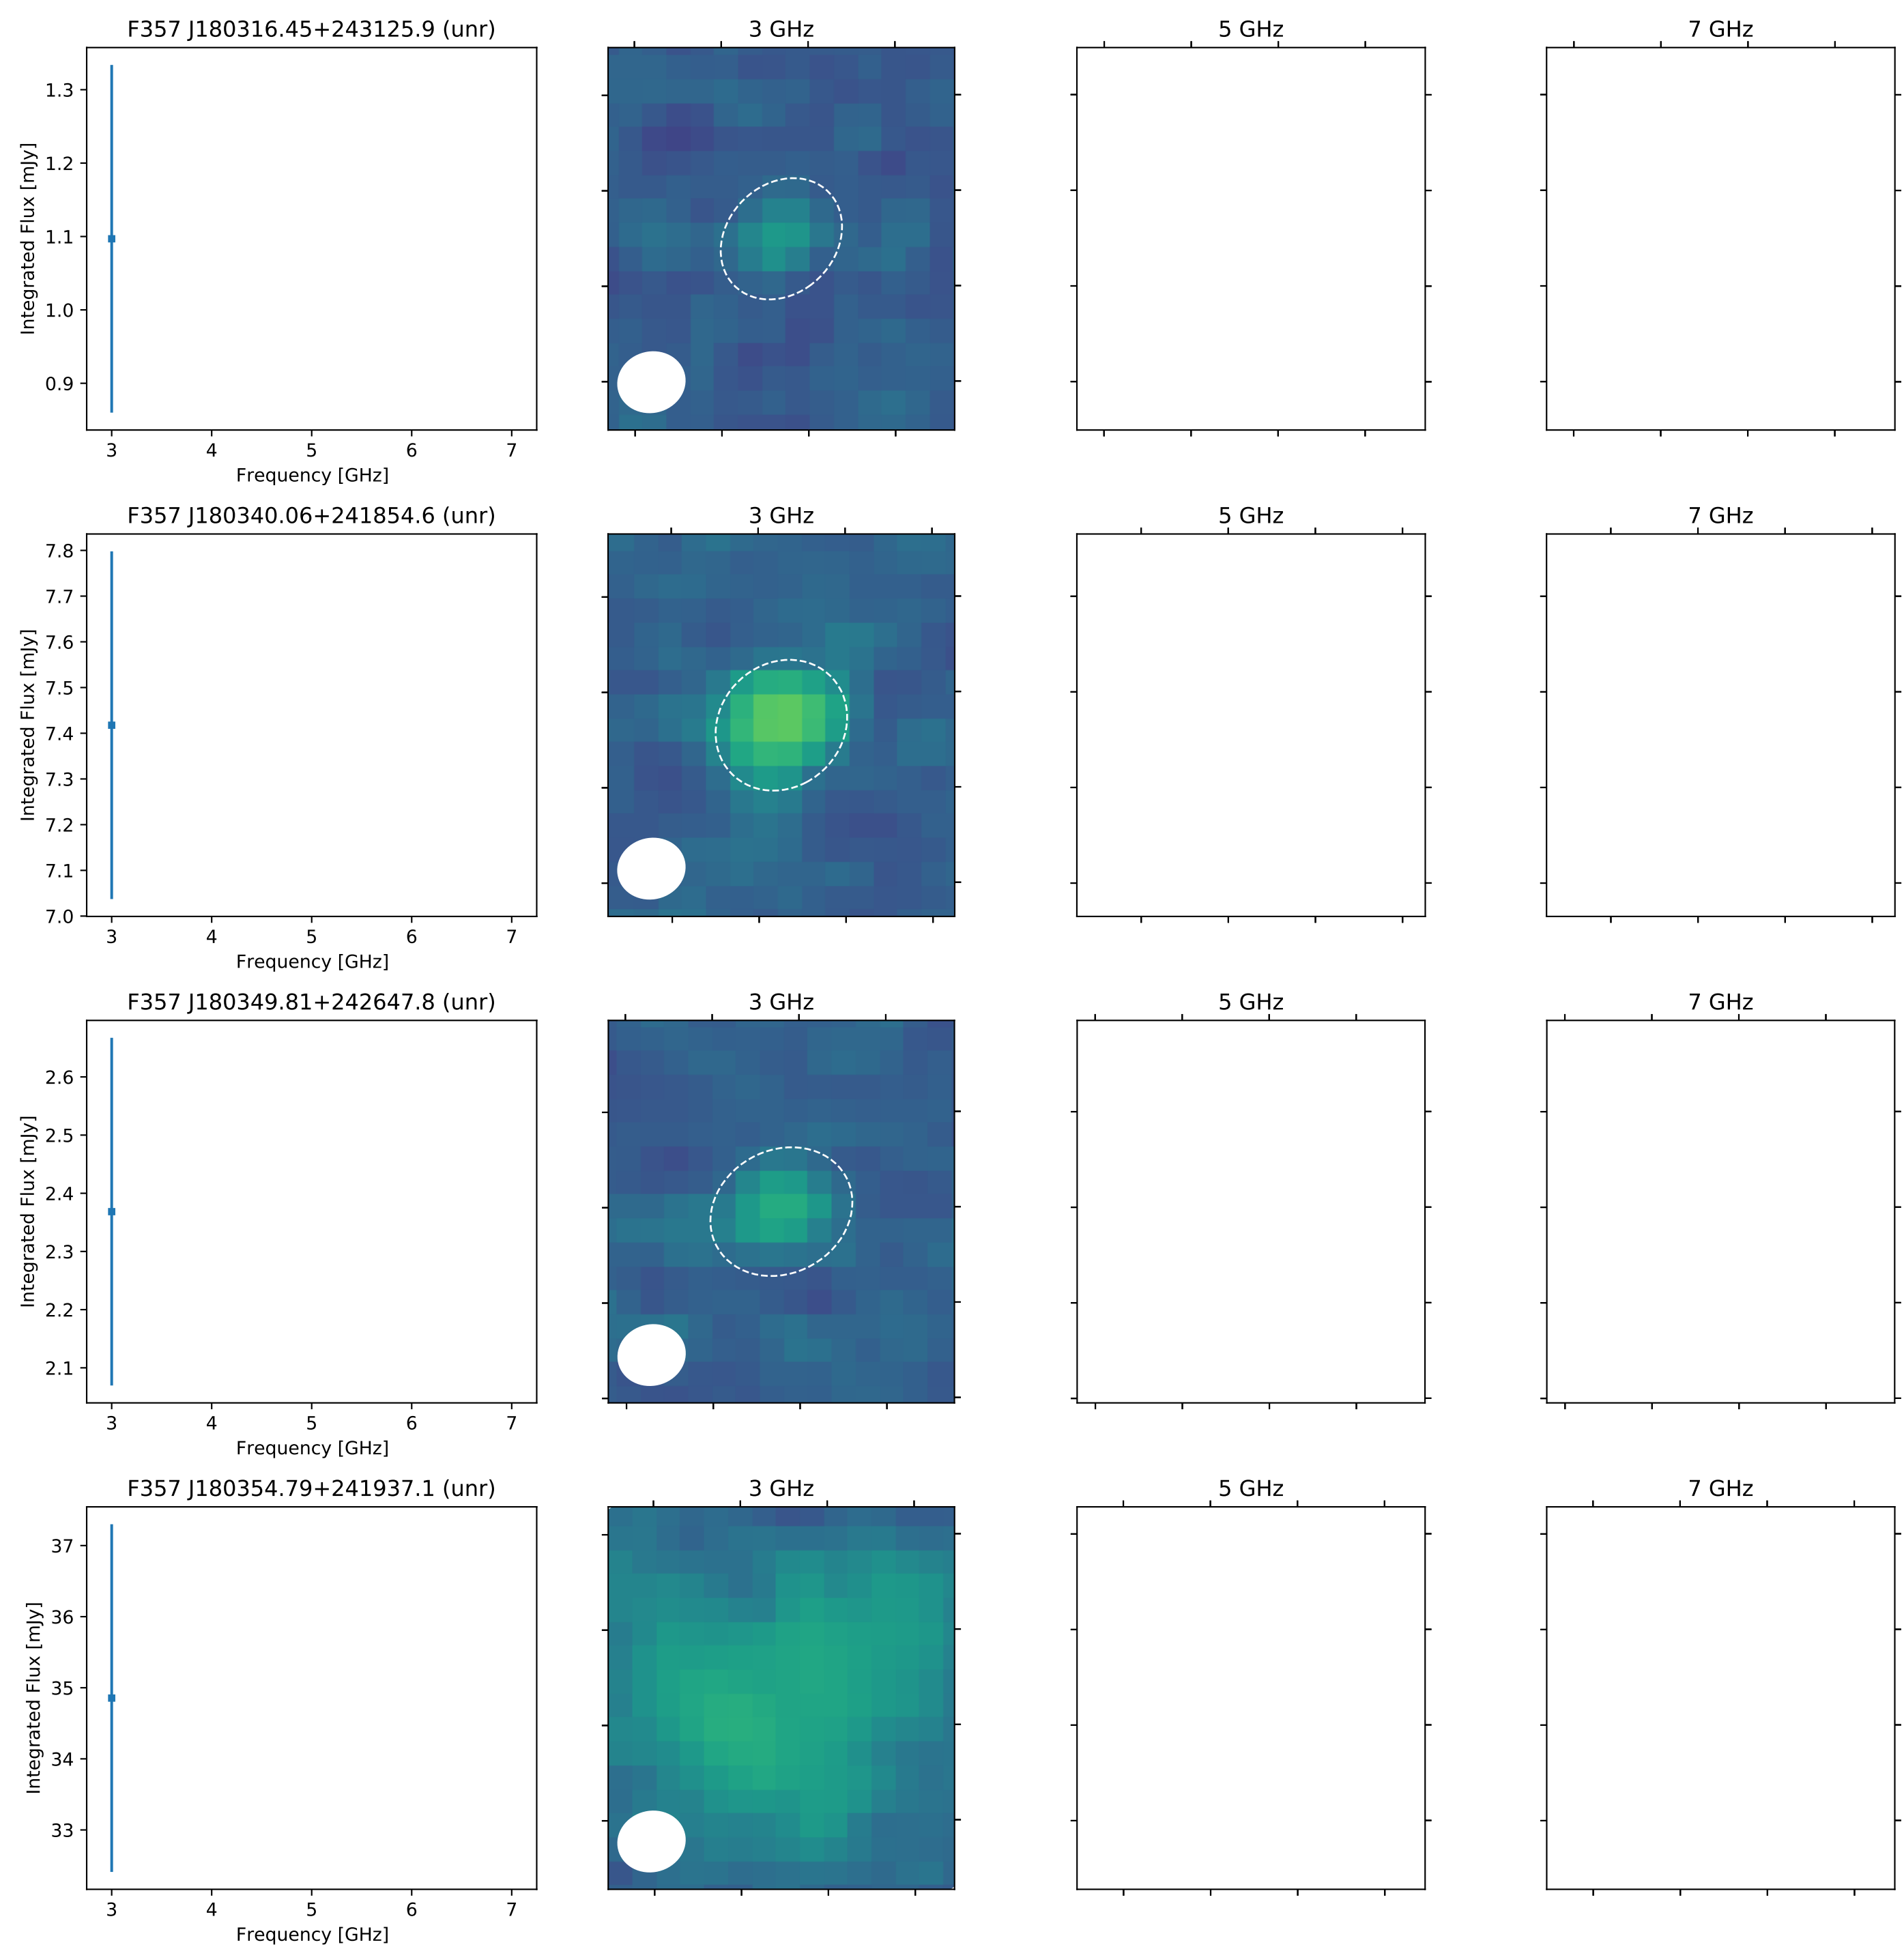 F357 J180316.45+243125.9 (unr)
3 GHz
5 GHz
7 GHz
Integrated Flux [mJy]
1.3
1.2
1.1
1.0
0.9
3 4 5 6 7
Frequency [GHz]
F357 J180340.06+241854.6 (unr)
3 GHz
5 GHz
7 GHz
Integrated Flux [mJy]
7.8
7.7
7.6
7.5
7.4
7.3
7.2
7.1
7.0
3 4 5 6 7
Frequency [GHz]
F357 J180349.81+242647.8 (unr)
3 GHz
5 GHz
7 GHz
Integrated Flux [mJy]
2.6
2.5
2.4
2.3
2.2
2.1
3 4 5 6 7
Frequency [GHz]
F357 J180354.79+241937.1 (unr)
3 GHz
5 GHz
7 GHz
Integrated Flux [mJy]
37
36
35
34
33
3 4 5 6 7
Frequency [GHz]